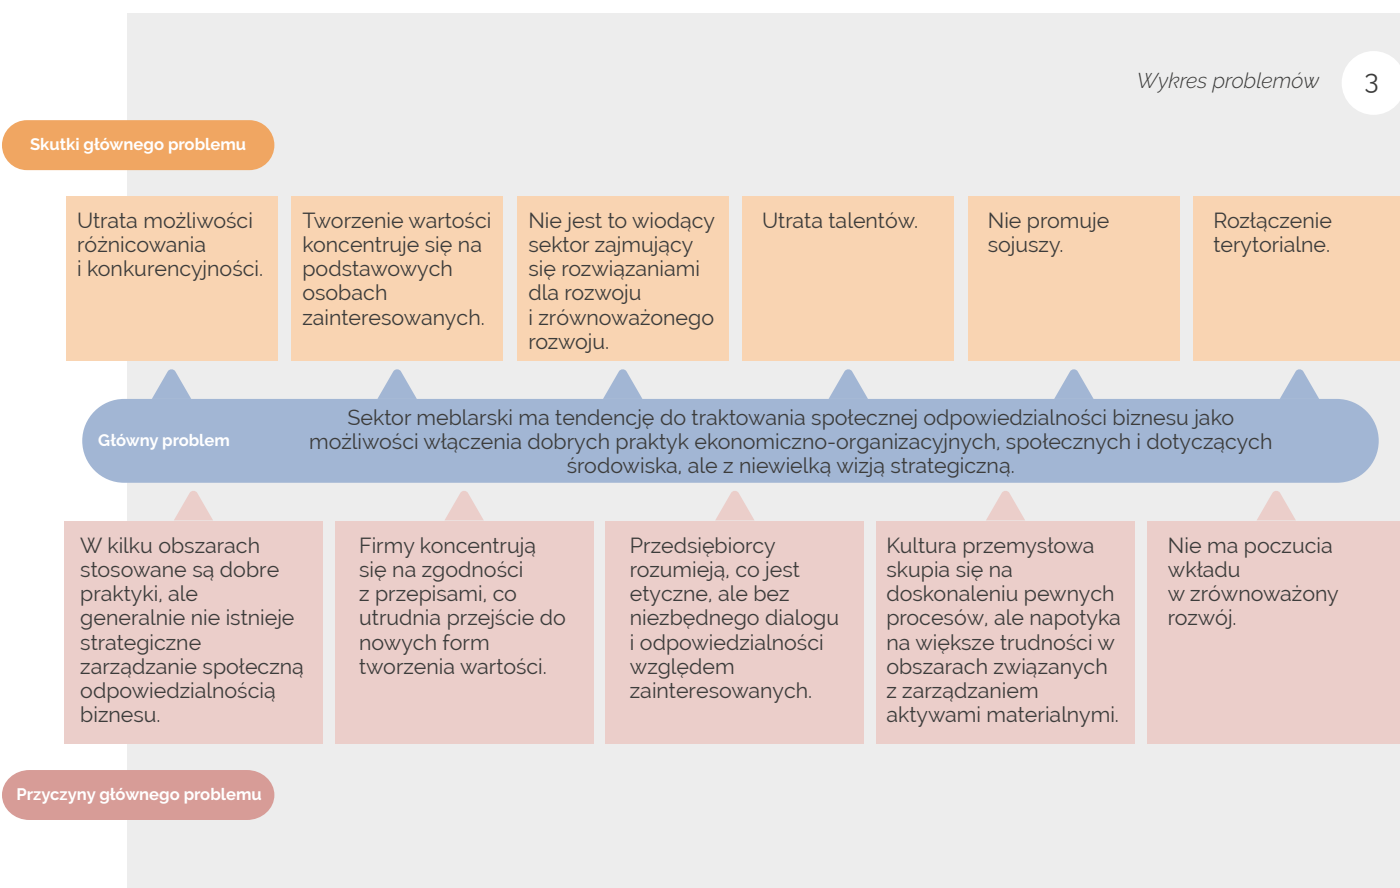 Wykres problemów
3
Skutki głównego problemu
Utrata możliwości
różnicowania
i konkurencyjności.
Tworzenie wartości
koncentruje się na
podstawowych
osobach
zainteresowanych.
Nie jest to wiodący
sektor zajmujący
się rozwiązaniami
dla rozwoju
i zrównoważonego
rozwoju.
Utrata talentów.
Nie promuje
sojuszy.
Rozłączenie
terytorialne.
Główny problem
Sektor meblarski ma tendencję do traktowania społecznej odpowiedzialności biznesu jako
możliwości włączenia dobrych praktyk ekonomiczno-organizacyjnych, społecznych i dotyczących
środowiska, ale z niewielką wizją strategiczną.
W kilku obszarach
stosowane są dobre
praktyki, ale
generalnie nie istnieje
strategiczne
zarządzanie społeczną
odpowiedzialnością
biznesu.
Firmy koncentrują
się na zgodności
z przepisami, co
utrudnia przejście do
nowych form
tworzenia wartości.
Przedsiębiorcy
rozumieją, co jest
etyczne, ale bez
niezbędnego dialogu
i odpowiedzialności
względem
zainteresowanych.
Kultura przemysłowa
skupia się na
doskonaleniu pewnych
procesów, ale napotyka
na większe trudności w
obszarach związanych
z zarządzaniem
aktywami materialnymi.
Nie ma poczucia
wkładu
w zrównoważony
rozwój.
Przyczyny głównego problemu